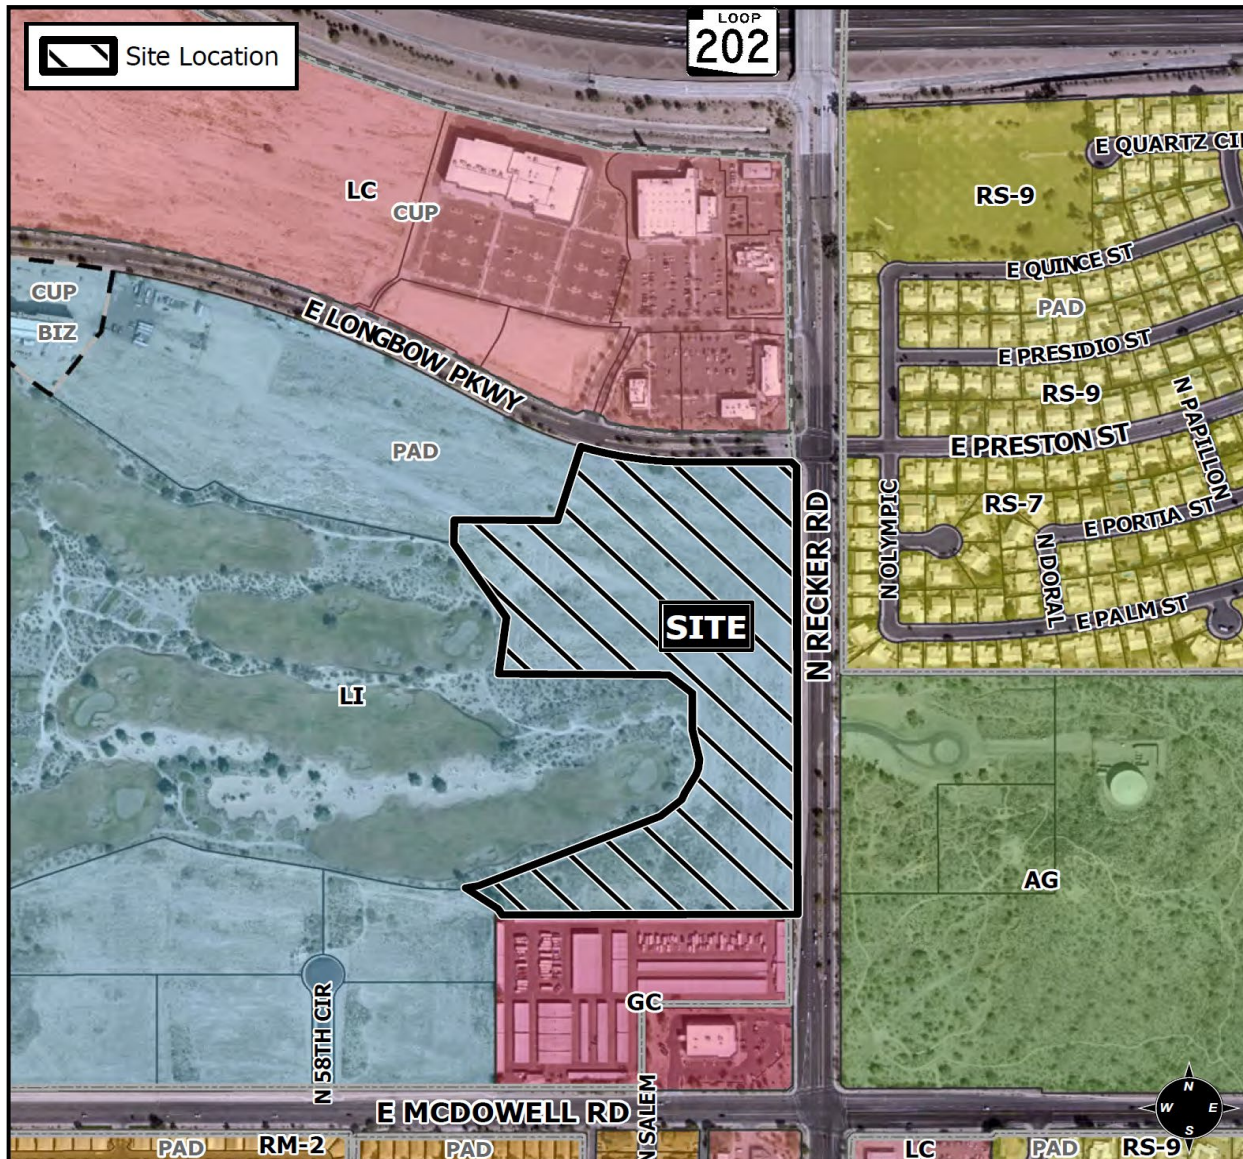 LOOP
202
Site Location
E QUARTZ CIR
LC
CUP
RS-9
E QUINCE ST
CUP
BIZ
E LONGBOW PKWY
PAD
E PRESIDIO ST
RS-9
N PAPILLON
PAD
E PRESTON ST
RS-7
N OLYMPIC
E PORTIA ST
N RECKER RD
N DORAL
E PALM ST
SITE
LI
AG
GC
N 58TH CIR
N SALEM
E MCDOWELL RD
N
W
E
S
PAD
RM-2
PAD
LC
PAD
RS-9